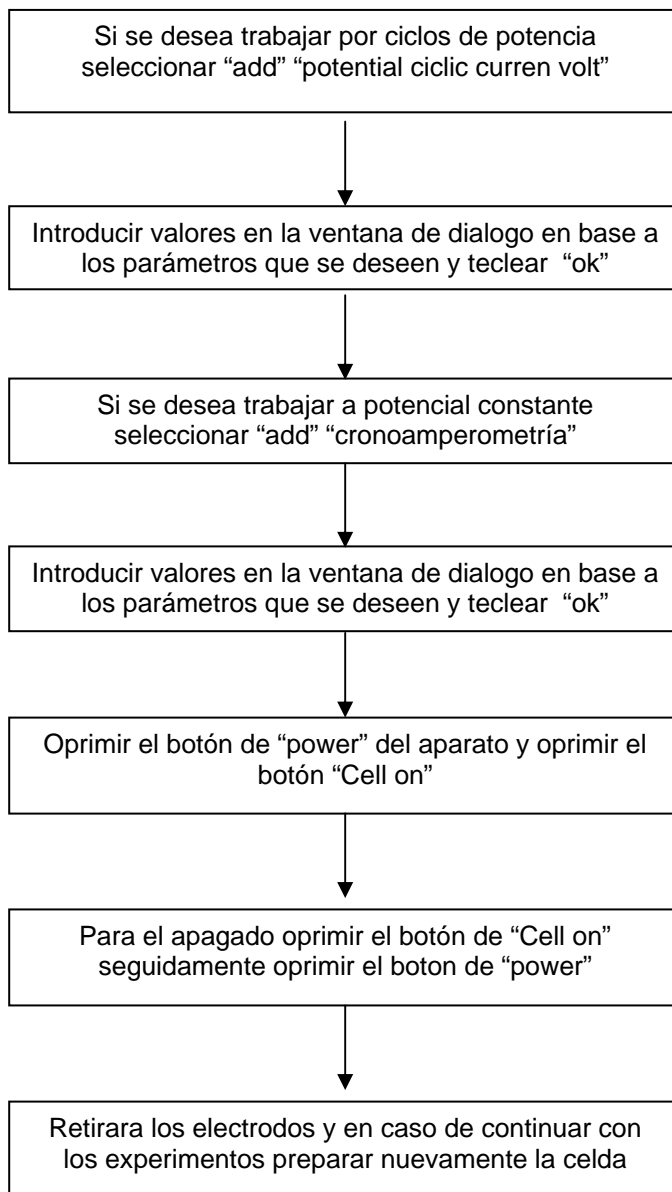 Si se desea trabajar por ciclos de potencia
seleccionar “add” “potential ciclic curren volt”
Introducir valores en la ventana de dialogo en base a
los parámetros que se deseen y teclear “ok”
Si se desea trabajar a potencial constante
seleccionar “add” “cronoamperometría”
Introducir valores en la ventana de dialogo en base a
los parámetros que se deseen y teclear “ok”
Oprimir el botón de “power” del aparato y oprimir el
botón “Cell on”
Para el apagado oprimir el botón de “Cell on”
seguidamente oprimir el boton de “power”
Retirara los electrodos y en caso de continuar con
los experimentos preparar nuevamente la celda